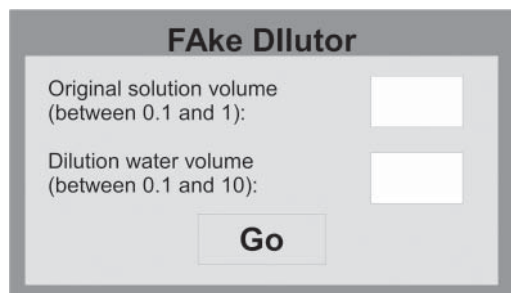 FAke DIlutor
Original solution volume
(between 0.1 and 1):
Dilution water volume
(between 0.1 and 10):
Go